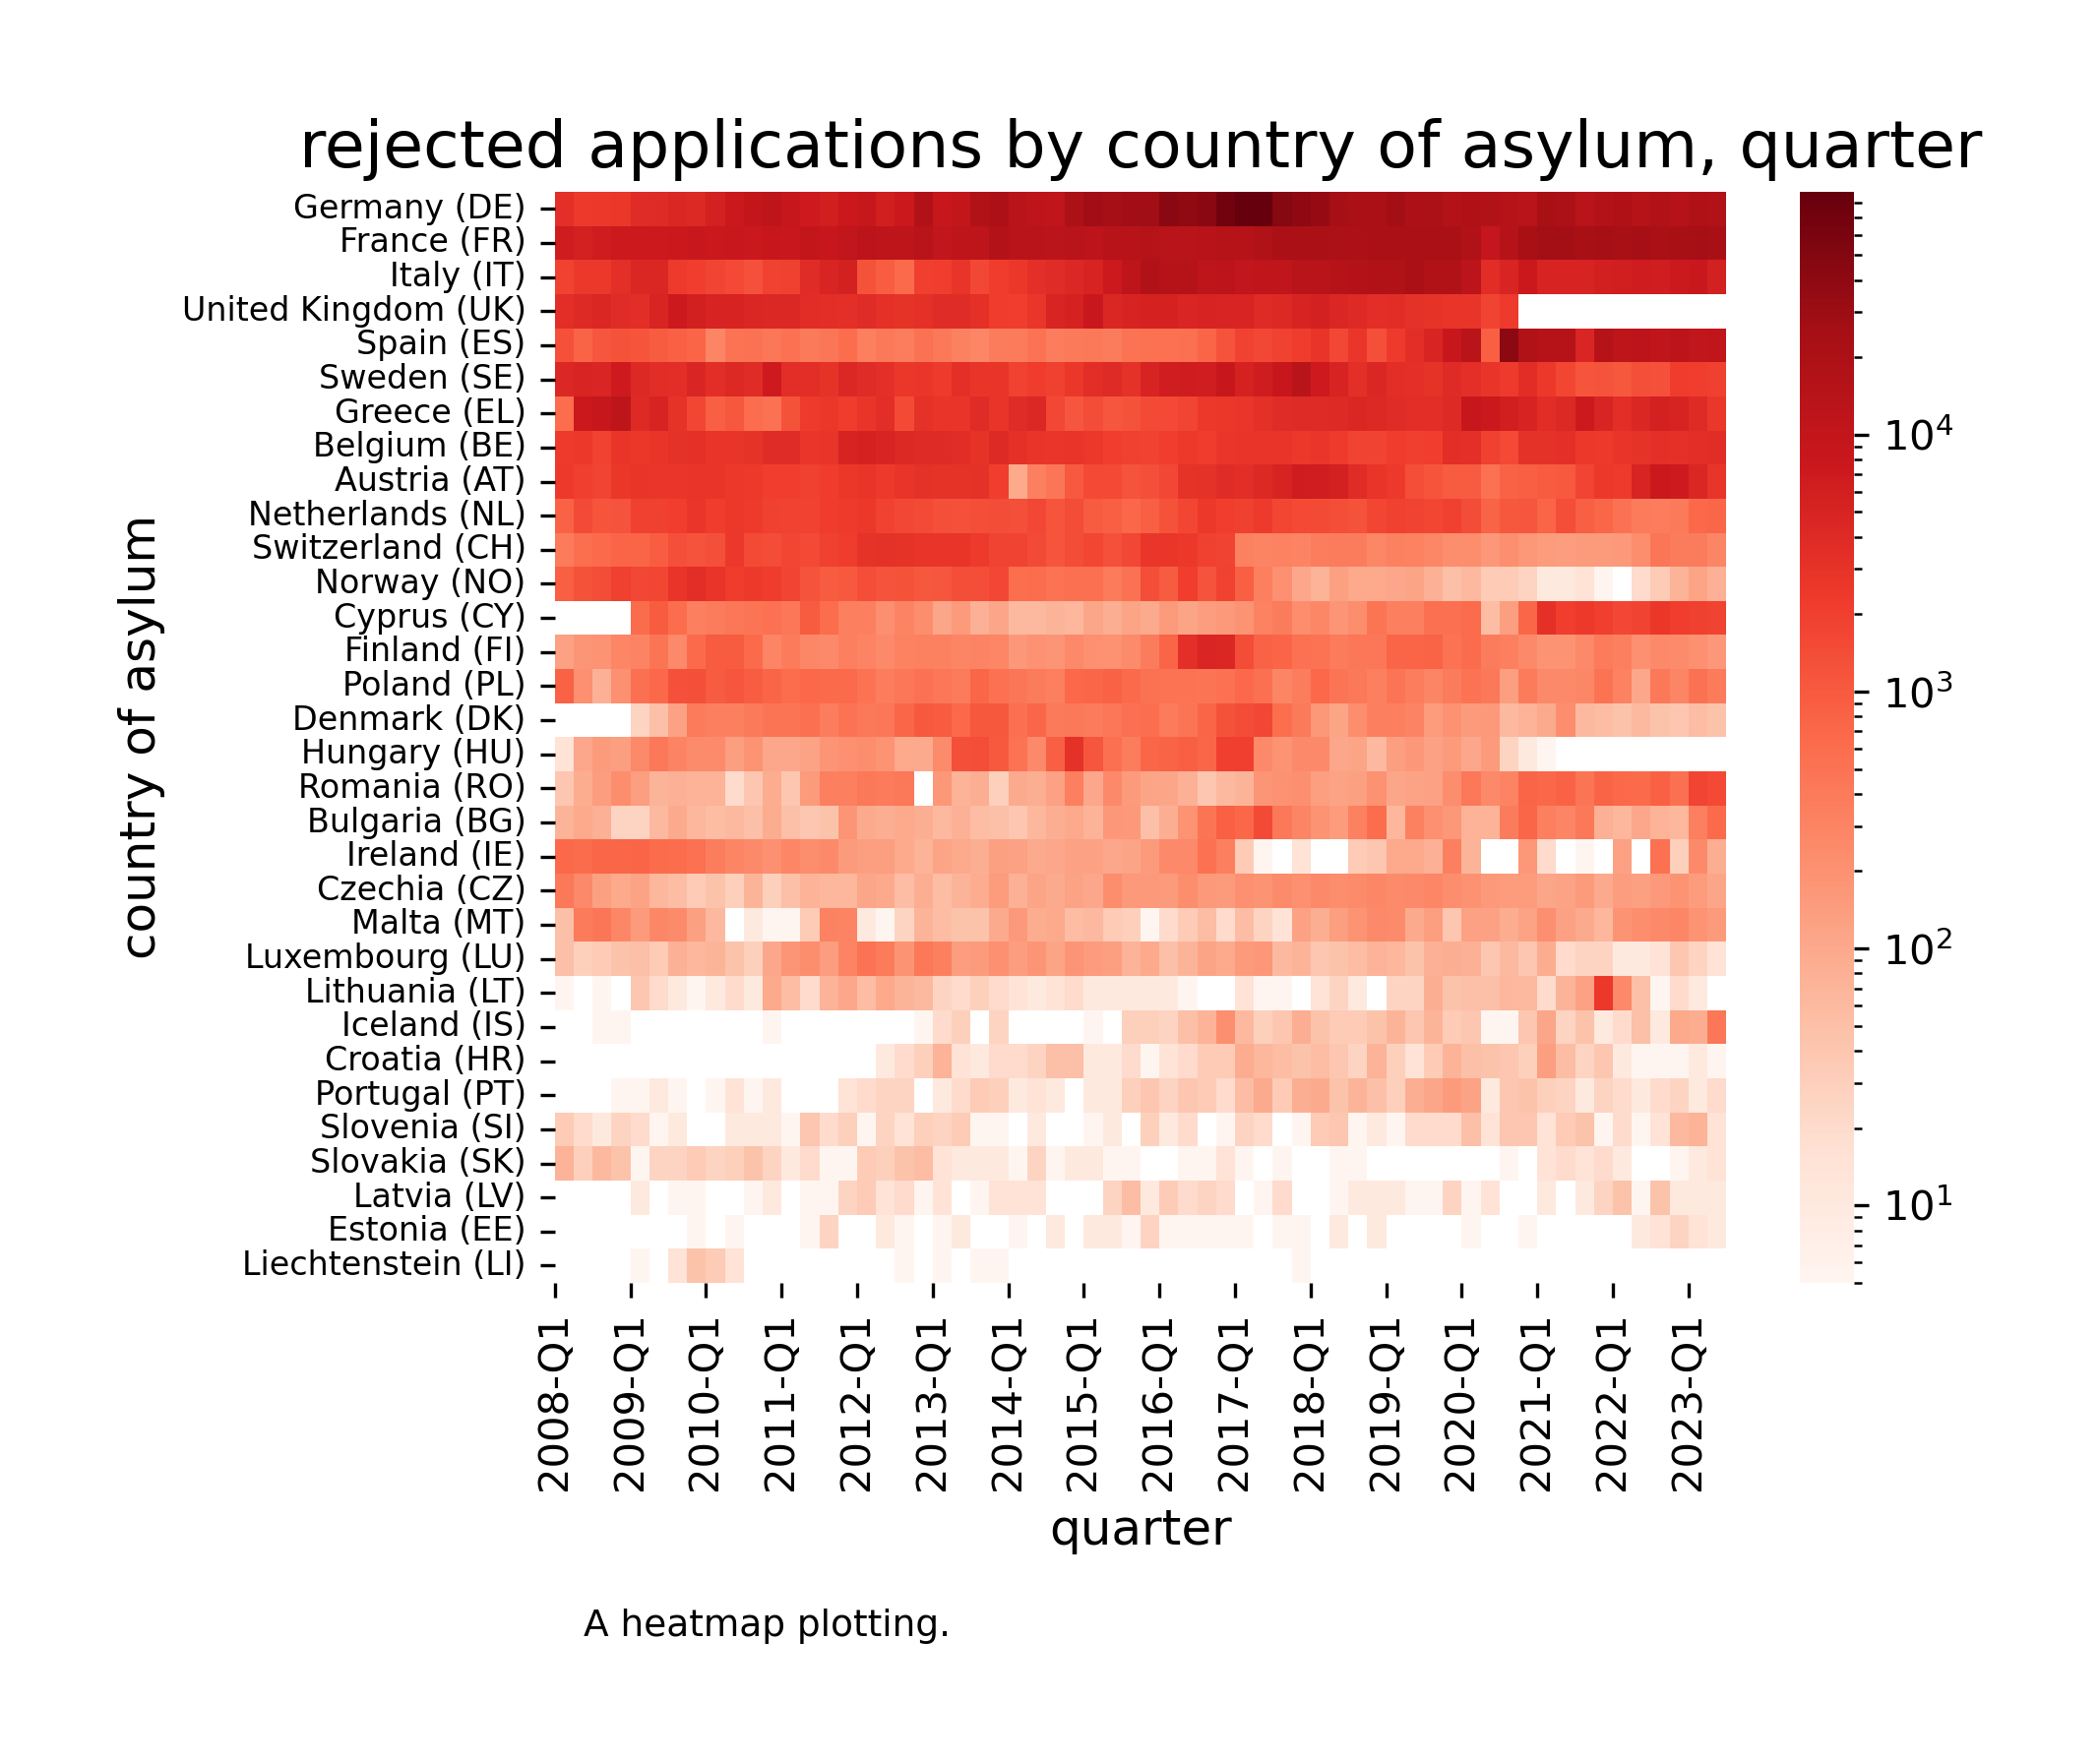 rejected applications by country of asylum, quarter
country of asylum
Germany (DE)
France (FR)
Italy (IT)
United Kingdom (UK)
Spain (ES)
Sweden (SE)
Greece (EL)
Belgium (BE)
Austria (AT)
Netherlands (NL)
Switzerland (CH)
Norway (NO)
Cyprus (CY)
Finland (FI)
Poland (PL)
Denmark (DK)
Hungary (HU)
Romania (RO)
Bulgaria (BG)
Ireland (IE)
Czechia (CZ)
Malta (MT)
Luxembourg (LU)
Lithuania (LT)
Iceland (IS)
Croatia (HR)
Portugal (PT)
Slovenia (SI)
Slovakia (SK)
Latvia (LV)
Estonia (EE)
Liechtenstein (LI)
10⁴
10³
10²
10¹
2008-Q1
2009-Q1
2010-Q1
2011-Q1
2012-Q1
2013-Q1
2014-Q1
2015-Q1
2016-Q1
2017-Q1
2018-Q1
2019-Q1
2020-Q1
2021-Q1
2022-Q1
2023-Q1
quarter
A heatmap plotting.